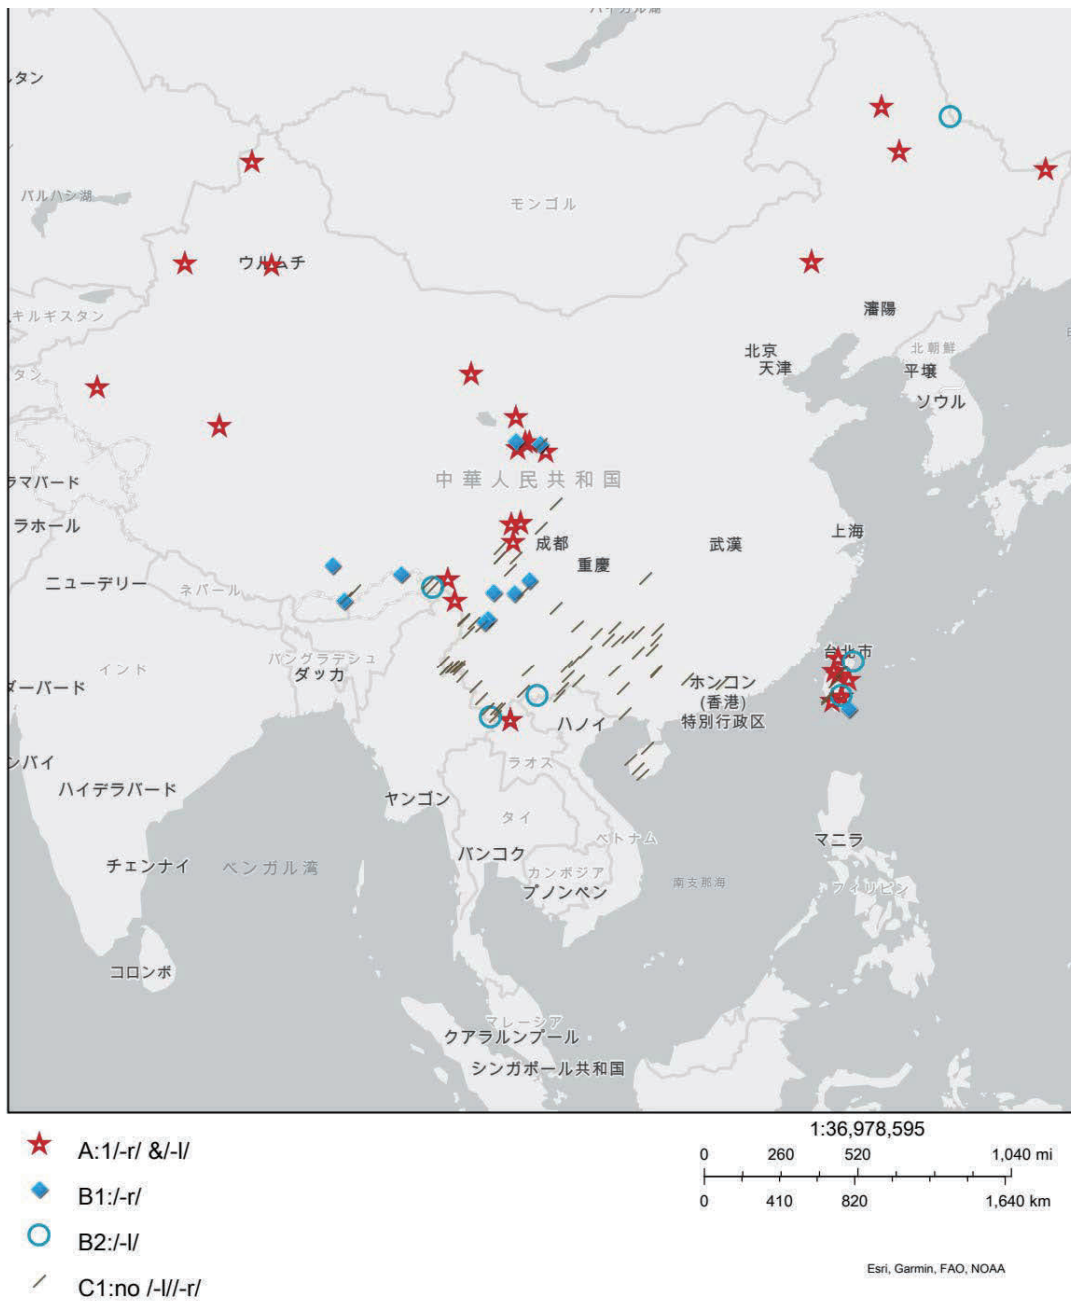 バイカル湖
ルタン
バルハシ湖
モンゴル
ウルムチ
瀋陽
キルギスタン
北京
天津
北朝鮮
平壌
タン
ソウル
ラマバード
中華人民共和国
ラホール
成都
武漢
上海
重慶
ニューデリー
ネパール
台北市
インド
バングラデシュ
ダッカ
ダーバード
ホンコン
(香港)
特別行政区
ハノイ
ンバイ
ラオス
ハイデラバード
ヤンゴン
タイ
ベトナム
マニラ
チェンナイ
ベンガル湾
バンコク
カンボジア
プノンペン
南支那海
フィリピン
コロンボ
マレーシア
クアラルンプール
シンガポール共和国
A:1/-r/ &/-l/
B1:/-r/
B2:/-l/
C1:no /-l//-r/
1:36,978,595
0 260 520 1,040 mi
0 410 820 1,640 km
Esri, Garmin, FAO, NOAA